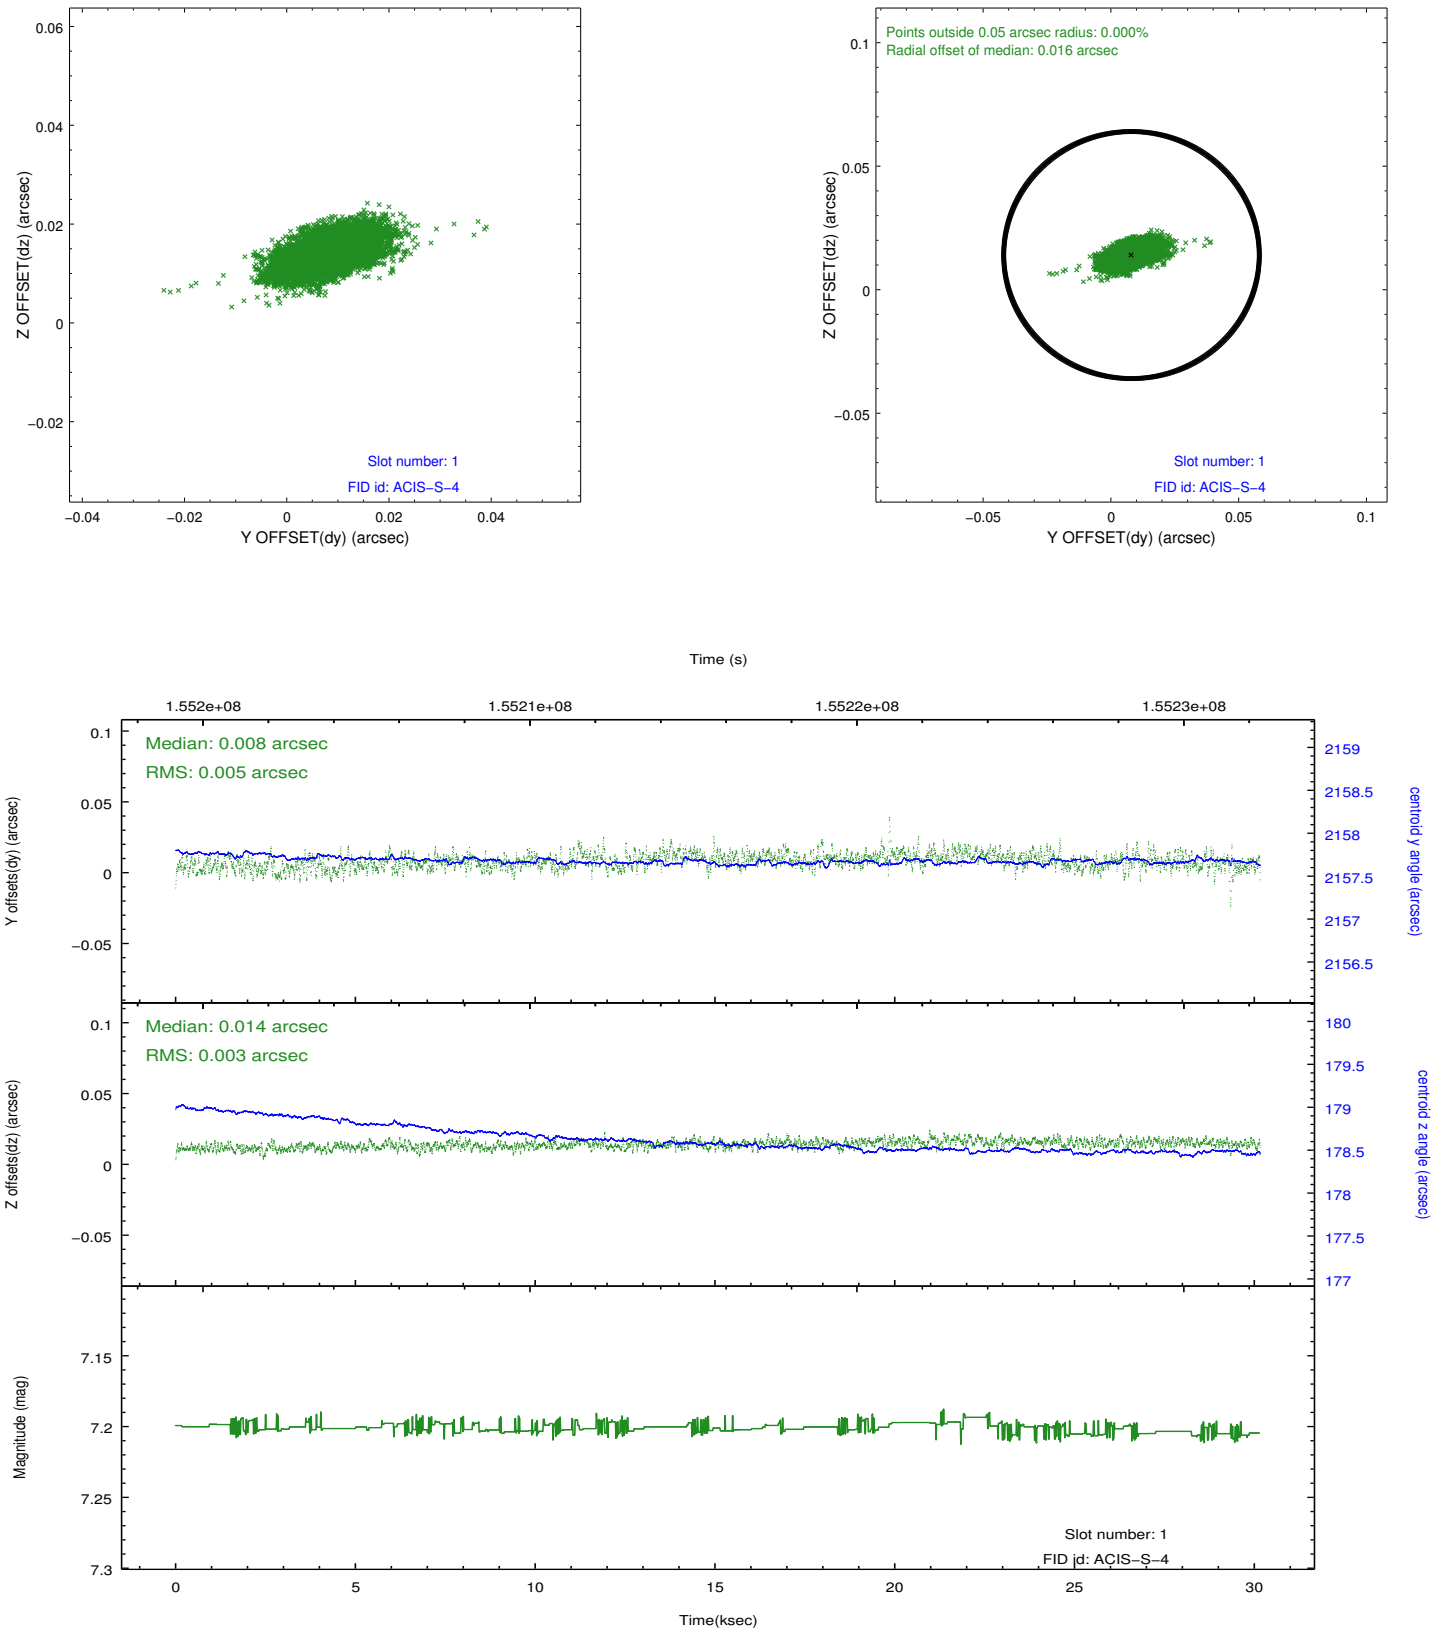 0.06
0.04
0.02
0
−0.02
Z OFFSET(dz) (arcsec)
Slot number: 1
FID id: ACIS−S−4
−0.04
−0.02
0
0.02
0.04
Y OFFSET(dy) (arcsec)
Points outside 0.05 arcsec radius: 0.000%
Radial offset of median: 0.016 arcsec
0.1
0.05
0
−0.05
Z OFFSET(dz) (arcsec)
Slot number: 1
FID id: ACIS−S−4
−0.05
0
0.05
0.1
Y OFFSET(dy) (arcsec)
Time (s)
1.552e+08
1.5521e+08
1.5522e+08
1.5523e+08
Median: 0.008 arcsec
RMS: 0.005 arcsec
0.1
0.05
0
−0.05
Y offsets(dy) (arcsec)
2159
2158.5
2158
2157.5
2157
2156.5
centroid y angle (arcsec)
Median: 0.014 arcsec
RMS: 0.003 arcsec
0.1
0.05
0
−0.05
Z offsets(dz) (arcsec)
180
179.5
179
178.5
178
177.5
177
centroid z angle (arcsec)
7.15
7.2
7.25
7.3
Magnitude (mag)
Slot number: 1
FID id: ACIS−S−4
0
5
10
15
20
25
30
Time(ksec)